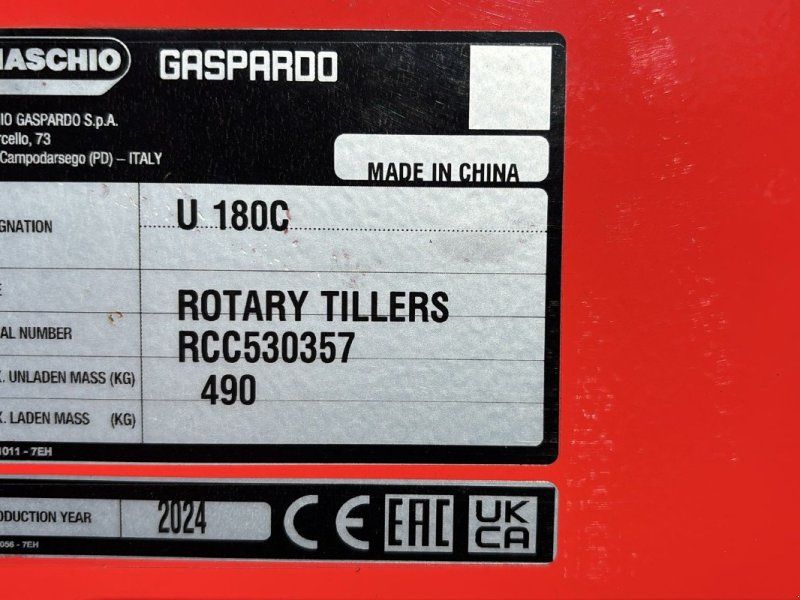 MASCHIO GASPARDO
IO GASPARDO S.p.A.
rcello, 73
Campodarsego (PD) – ITALY
MADE IN CHINA
GNATION U 180C
E ROTARY TILLERS
AL NUMBER RCC530357
. UNLADEN MASS (KG) 490
. LADEN MASS (KG)
1011 - 7EH
ODUCTION YEAR 2024 CE EAC UK
CA
056 - 7EH